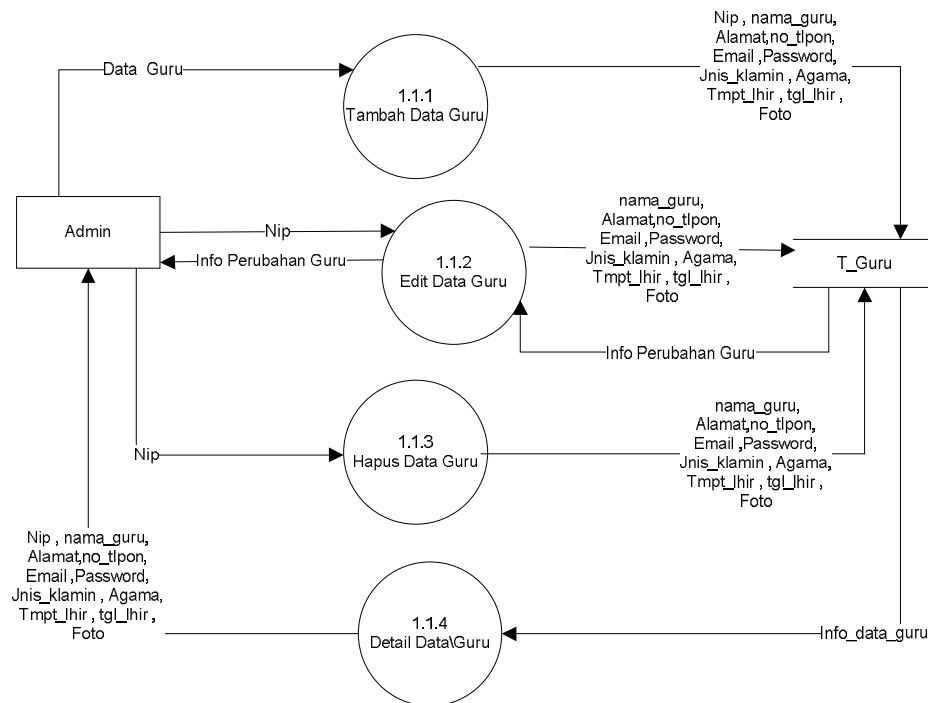 Nip , nama_guru,
Alamat,no_tlpon,
Email ,Password,
Jnis_klamin , Agama,
Tmpt_lhir , tgl_lhir ,
Foto
Data Guru
1.1.1
Tambah Data Guru
Admin
Nip
Info Perubahan Guru
1.1.2
Edit Data Guru
nama_guru,
Alamat,no_tlpon,
Email ,Password,
Jnis_klamin , Agama,
Tmpt_lhir , tgl_lhir ,
Foto
T_Guru
Info Perubahan Guru
Nip
1.1.3
Hapus Data Guru
nama_guru,
Alamat,no_tlpon,
Email ,Password,
Jnis_klamin , Agama,
Tmpt_lhir , tgl_lhir ,
Foto
Nip , nama_guru,
Alamat,no_tlpon,
Email ,Password,
Jnis_klamin , Agama,
Tmpt_lhir , tgl_lhir ,
Foto
1.1.4
Detail Data\Guru
Info_data_guru